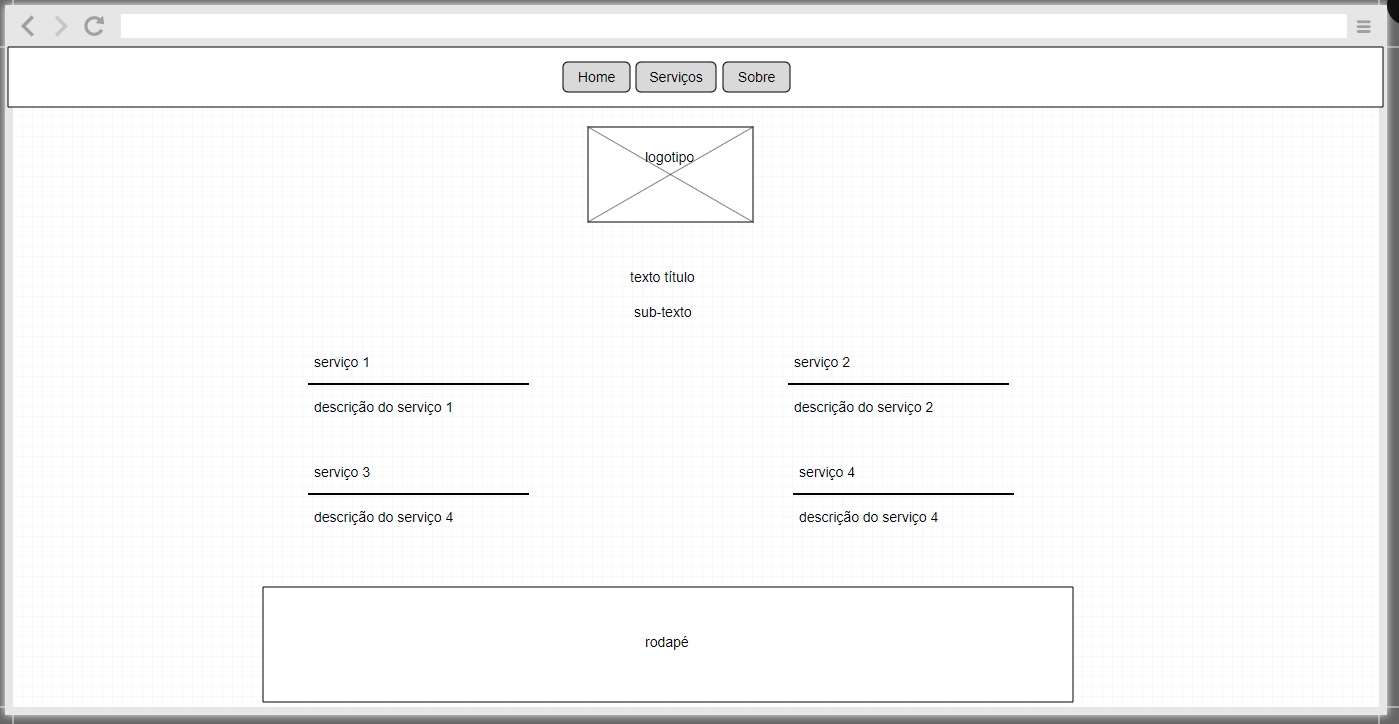 Home Serviços Sobre
logotipo
texto título
sub-texto
serviço 1
serviço 2
descrição do serviço 1
descrição do serviço 2
serviço 3
serviço 4
descrição do serviço 4
descrição do serviço 4
rodapé